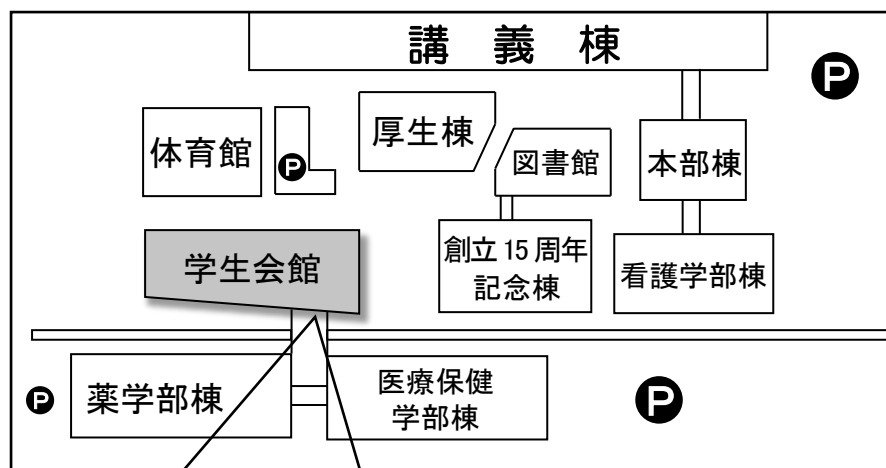 講義棟
P
体育館
P
厚生棟
図書館
本部棟
学生会館
創立15周年
記念棟
看護学部棟
P
薬学部棟
医療保健
学部棟
P